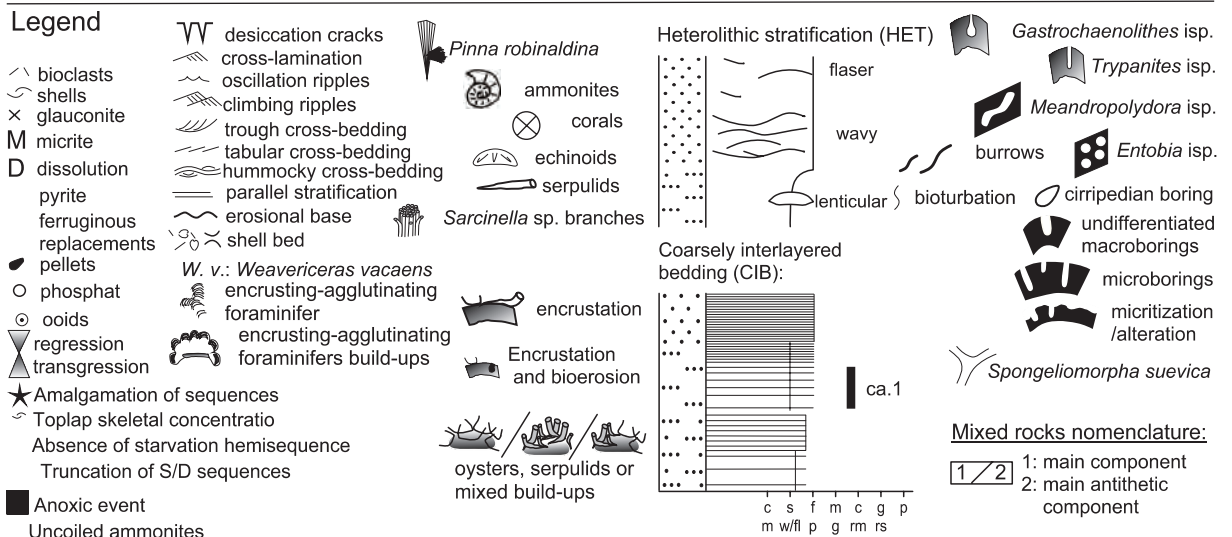 Legend
bioclasts
shells
glauconite
M micrite
D dissolution
pyrite
ferruginous
replacements
pellets
phosphat
ooids
regression
transgression
Amalgamation of sequences
Toplap skeletal concentratio
Absence of starvation hemisequence
Truncation of S/D sequences
Anoxic event
Uncoiled ammonites
desiccation cracks
cross-lamination
oscillation ripples
climbing ripples
trough cross-bedding
tabular cross-bedding
hummocky cross-bedding
parallel stratification
erosional base
shell bed
W. v.: Weavericeras vacaens
encrusting-agglutinating
foraminifer
encrusting-agglutinating
foraminifers build-ups
Pinna robinaldina
ammonites
corals
echinoids
serpulids
Sarcinella sp. branches
encrustation
Encrustation
and bioerosion
oysters, serpulids or
mixed build-ups
Heterolithic stratification (HET)
flaser
wavy
lenticular
Coarsely interlayered
bedding (CIB):
ca.1
c s f m c g p
m w/fl p g rm rs
Gastrochaenolithes isp.
Trypanites isp.
Meandropolydora isp.
burrows
Entobia isp.
bioturbation
cirripedian boring
undifferentiated
macroborings
microborings
micritization
/alteration
Spongeliomorpha suevica
Mixed rocks nomenclature:
1/2
1: main component
2: main antithetic
component